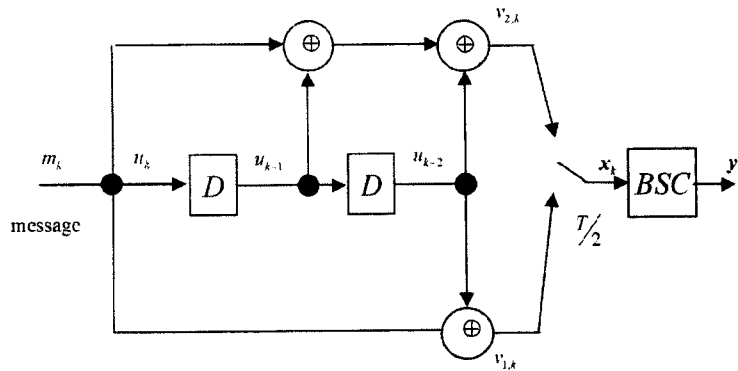 v₂,ₖ
⊕ ⊕
mₖ uₖ D uₖ₋₁ D uₖ₋₂ xₖ BSC y
message
T/2
⊕
v₁,ₖ